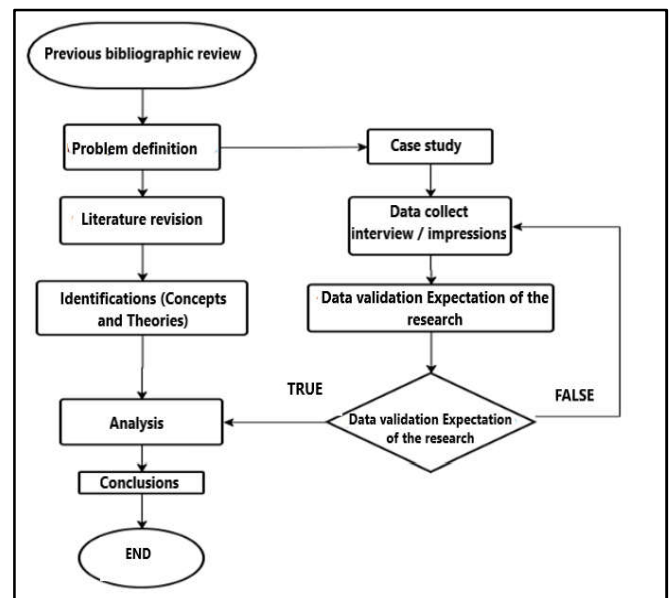 Previous bibliographic review
Problem definition
Case study
Literature revision
Data collect
interview / impressions
Identifications (Concepts
and Theories)
Data validation Expectation of the
research
TRUE
FALSE
Data validation Expectation
of the research
Analysis
Conclusions
END